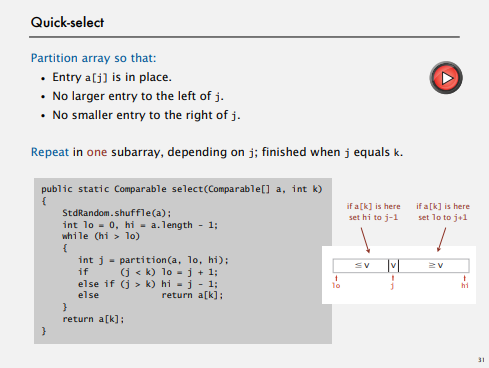 Quick-select
Partition array so that:
• Entry a[j] is in place.
• No larger entry to the left of j.
• No smaller entry to the right of j.
Repeat in one subarray, depending on j; finished when j equals k.
public static Comparable select(Comparable[] a, int k)
{
    StdRandom.shuffle(a);
    int lo = 0, hi = a.length - 1;
    while (hi > lo)
    {
        int j = partition(a, lo, hi);
        if      (j < k) lo = j + 1;
        else if (j > k) hi = j - 1;
        else            return a[k];
    }
    return a[k];
}
if a[k] is here
set hi to j-1
if a[k] is here
set lo to j+1
≤ v v ≥ v
lo j hi
31